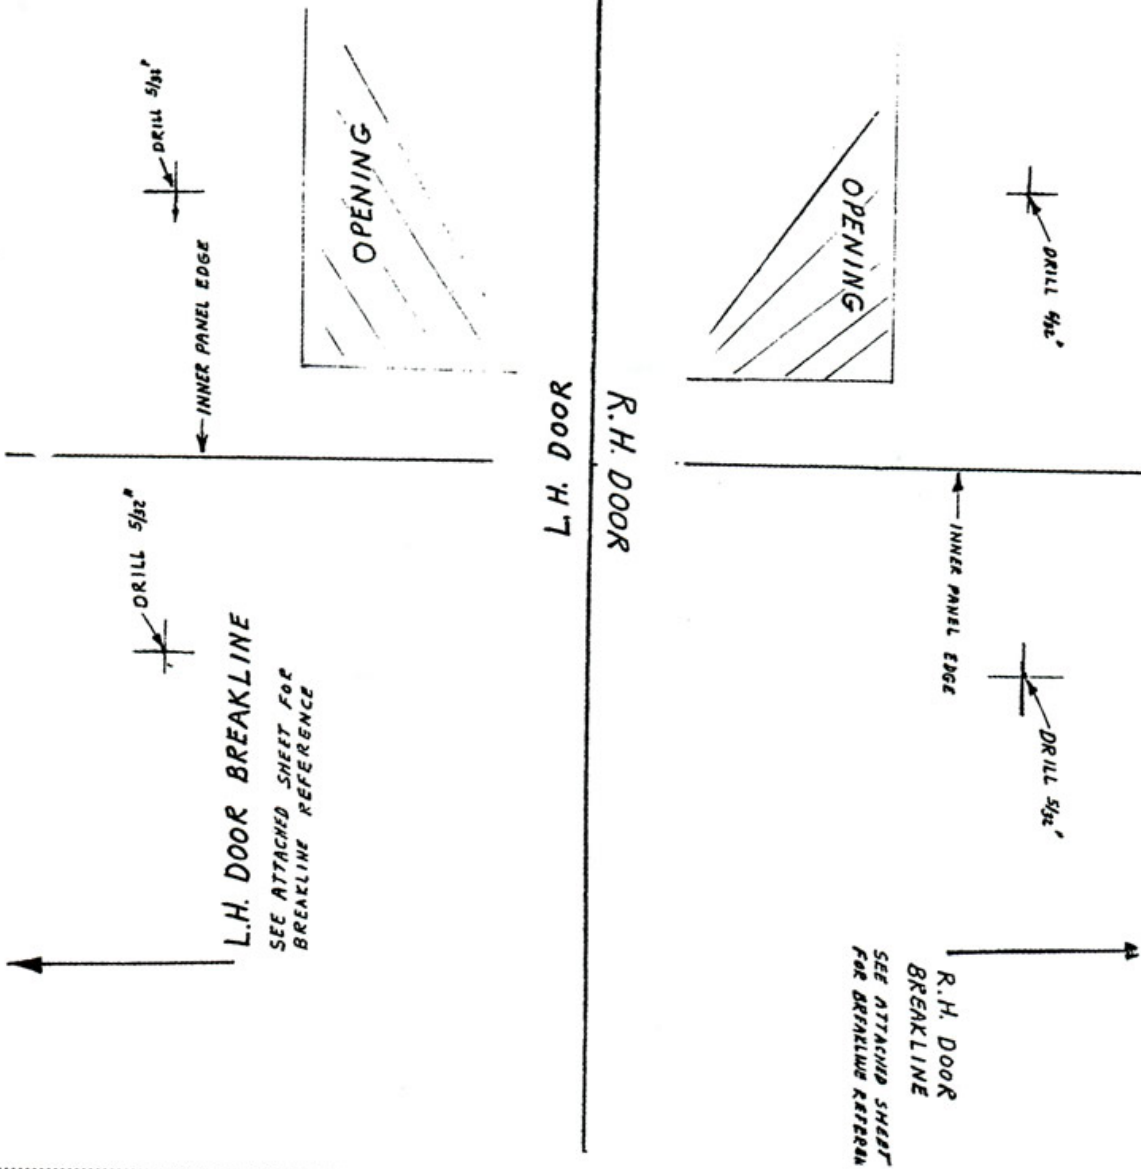 DRILL 5/32"
INNER PANEL EDGE
OPENING
DRILL 5/32"
L.H. DOOR BREAKLINE
SEE ATTACHED SHEET FOR
BREAKLINE REFERENCE
L.H. DOOR
R.H. DOOR
OPENING
DRILL
INNER PANEL EDGE
DRILL 5/32"
R.H. DOOR
BREAKLINE
SEE ATTACHED SHEET
FOR BREAKLINE